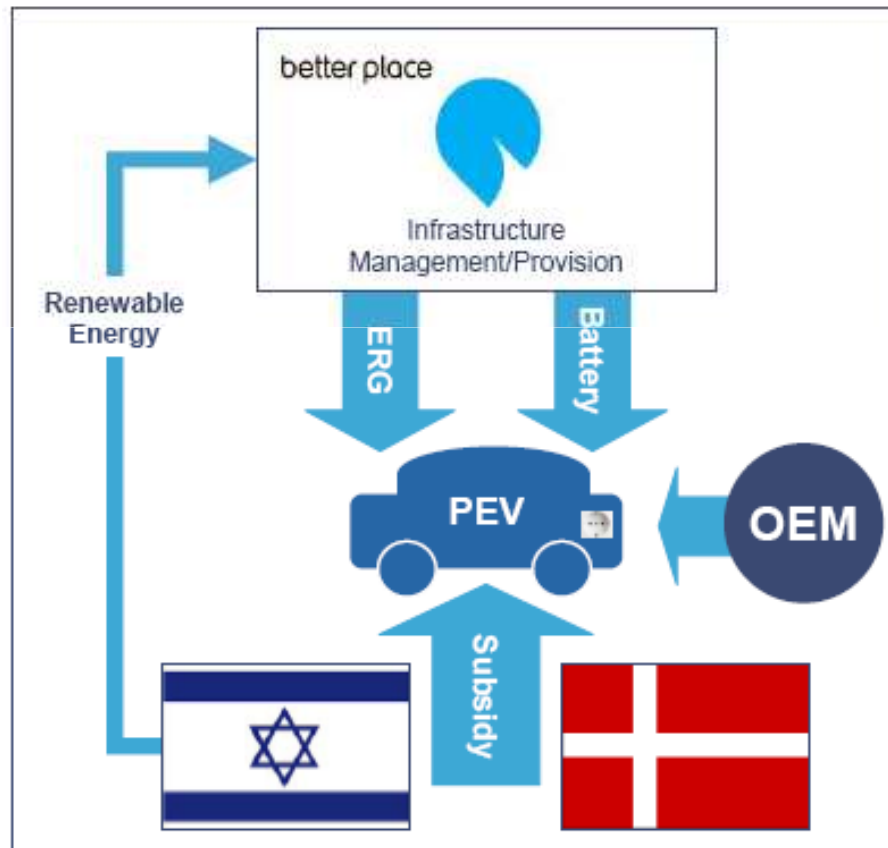 better place
Infrastructure
Management/Provision
Renewable
Energy
ERG
Battery
PEV
OEM
Subsidy